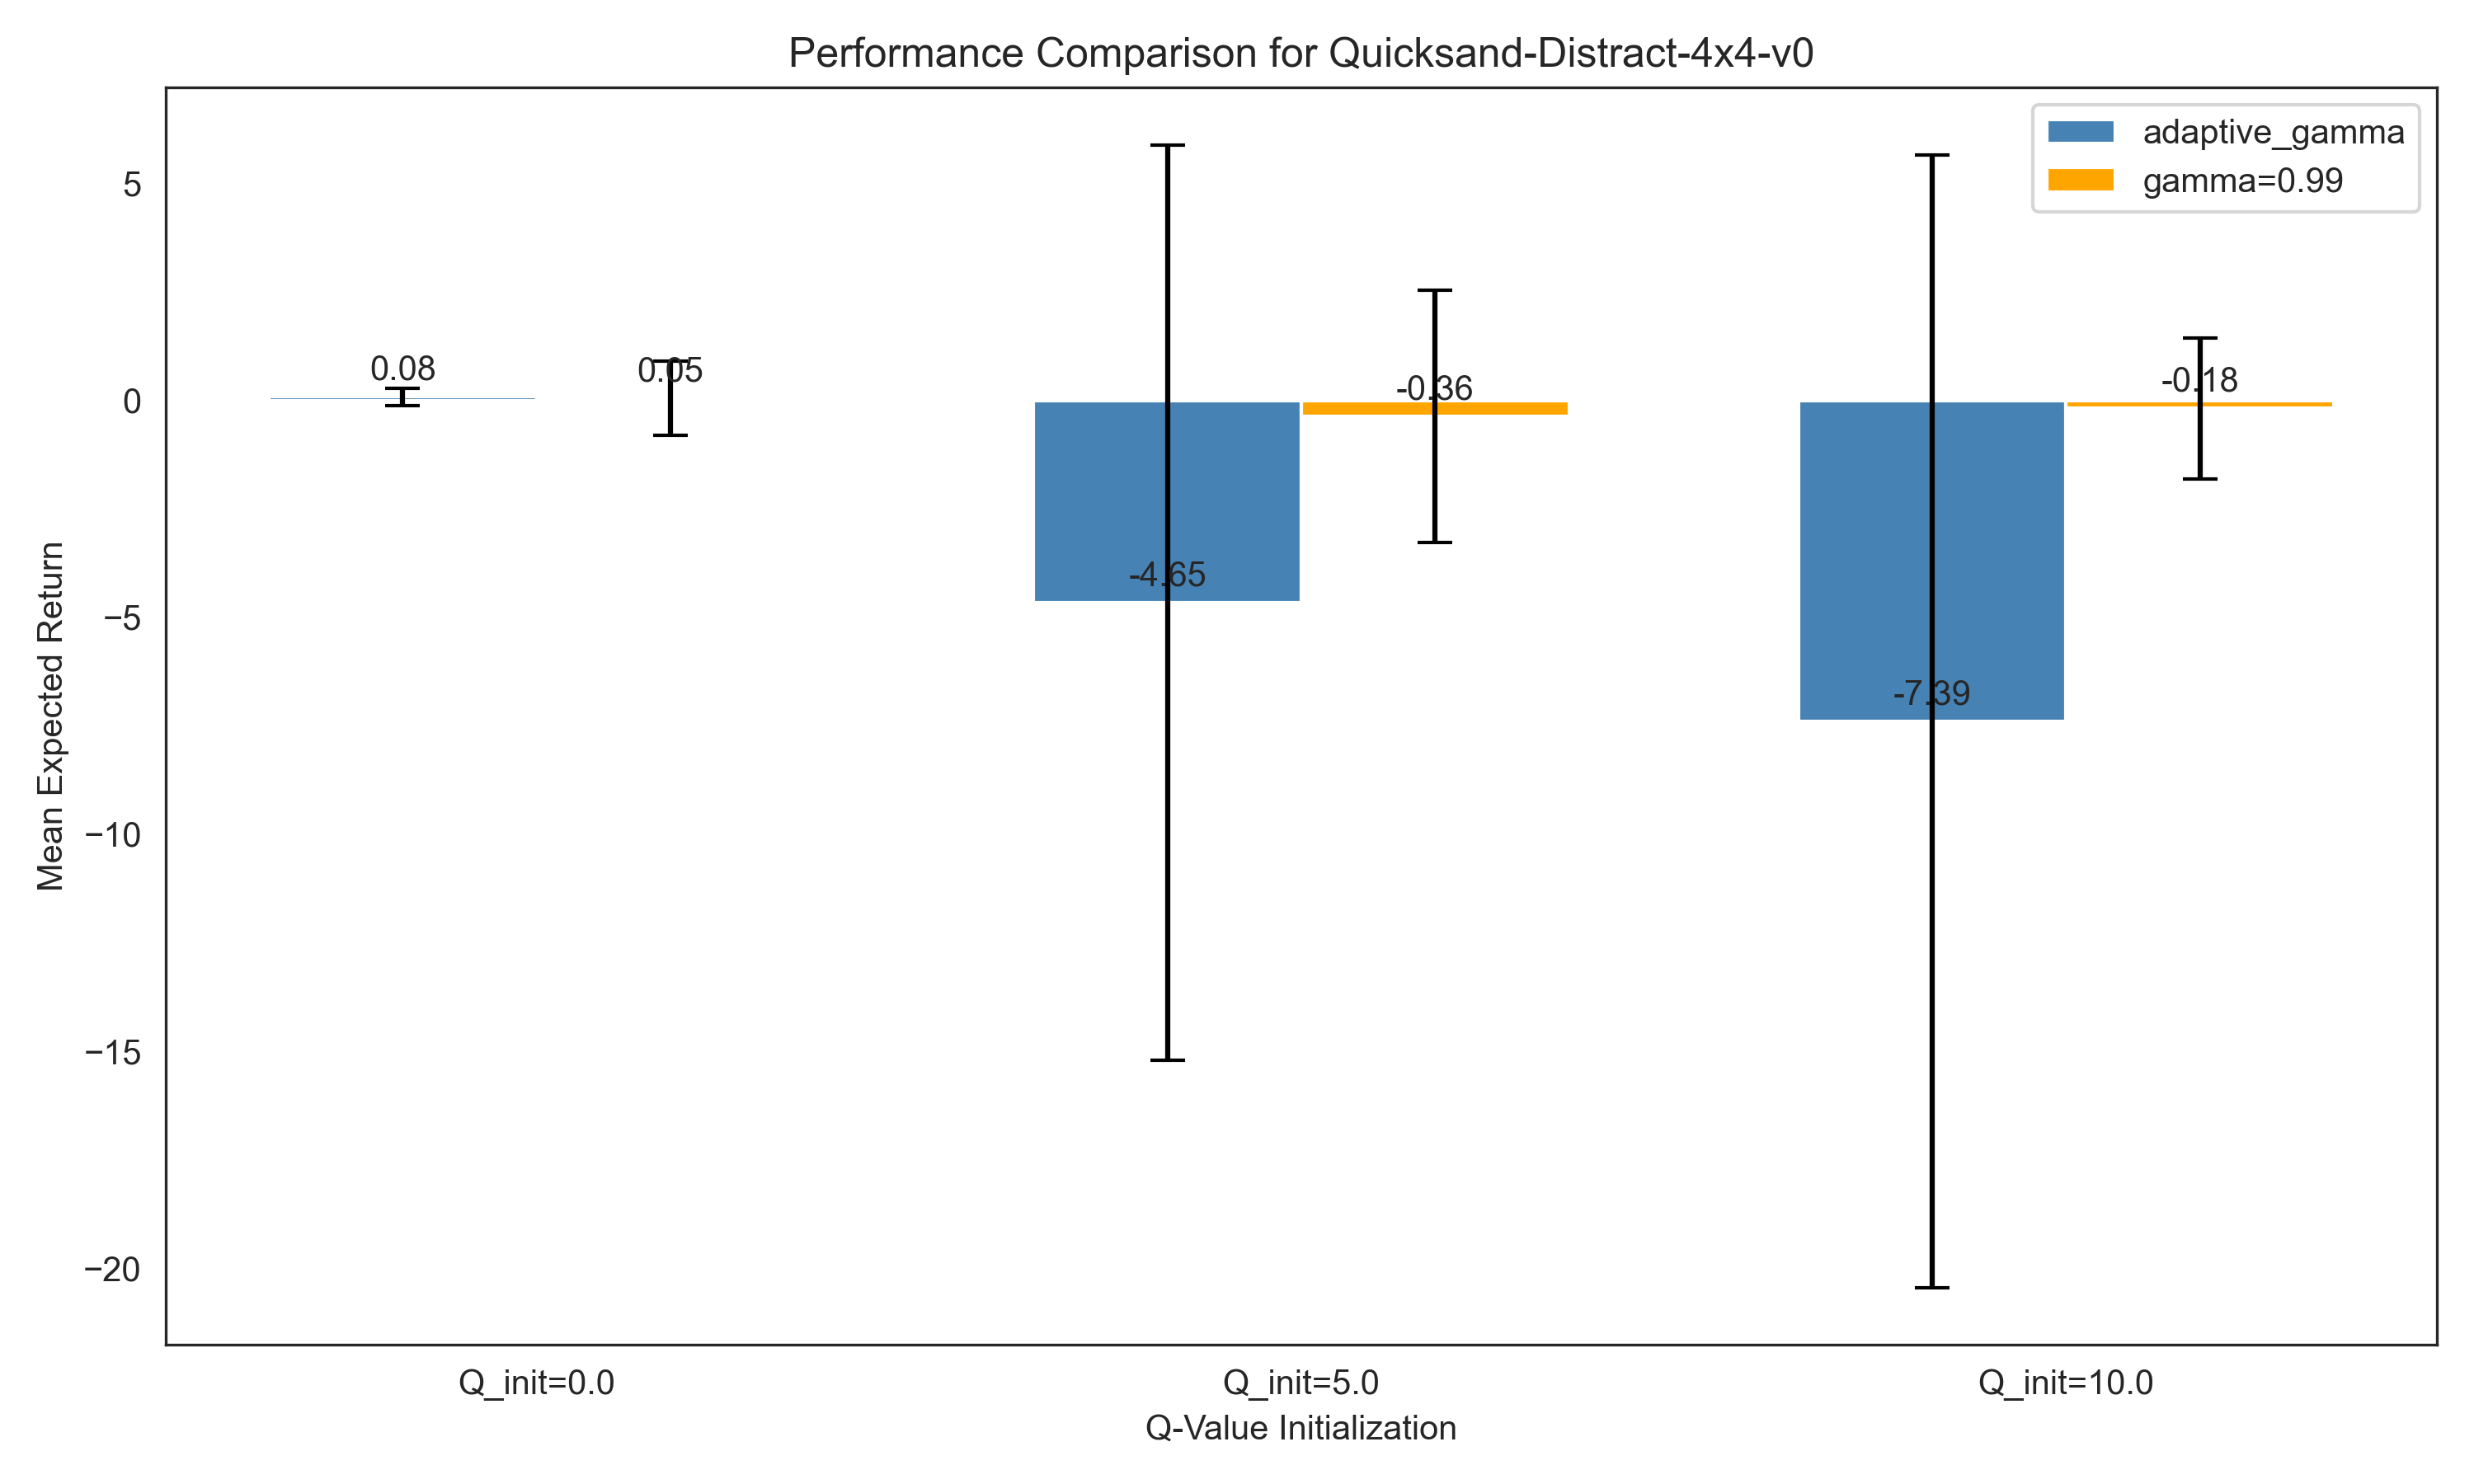 Performance Comparison for Quicksand-Distract-4x4-v0
adaptive_gamma
gamma=0.99
5
0
−5
−10
−15
−20
Mean Expected Return
0.08
0.05
-4.65
-0.36
-7.39
-0.18
Q_init=0.0
Q_init=5.0
Q_init=10.0
Q-Value Initialization